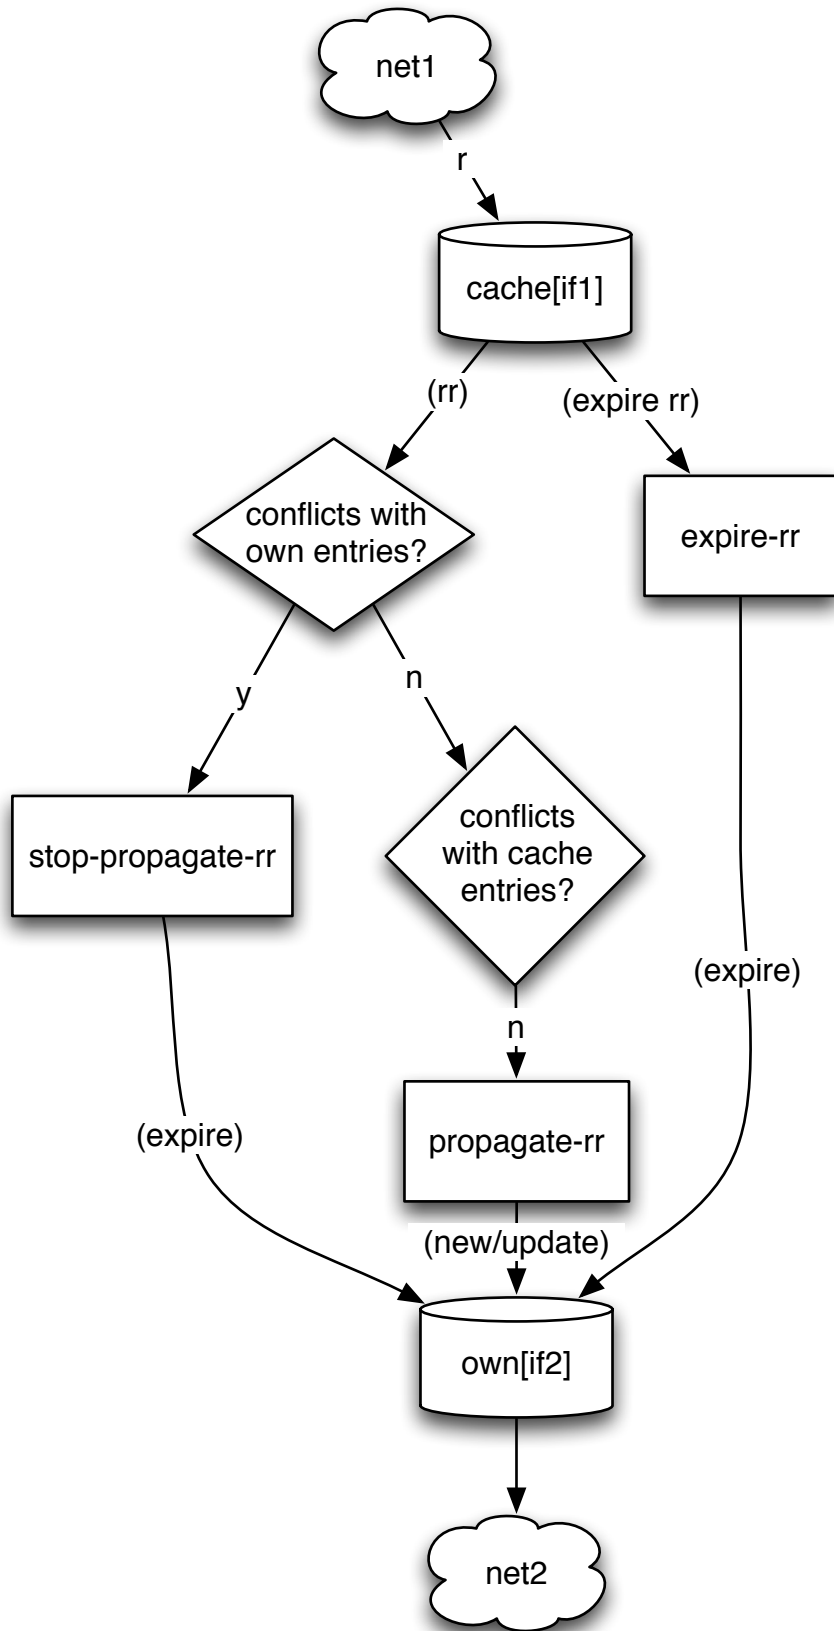 net1
r
cache[if1]
(rr)
(expire rr)
conflicts with
own entries?
expire-rr
y
n
conflicts
with cache
entries?
stop-propagate-rr
(expire)
n
(expire)
propagate-rr
(new/update)
own[if2]
net2